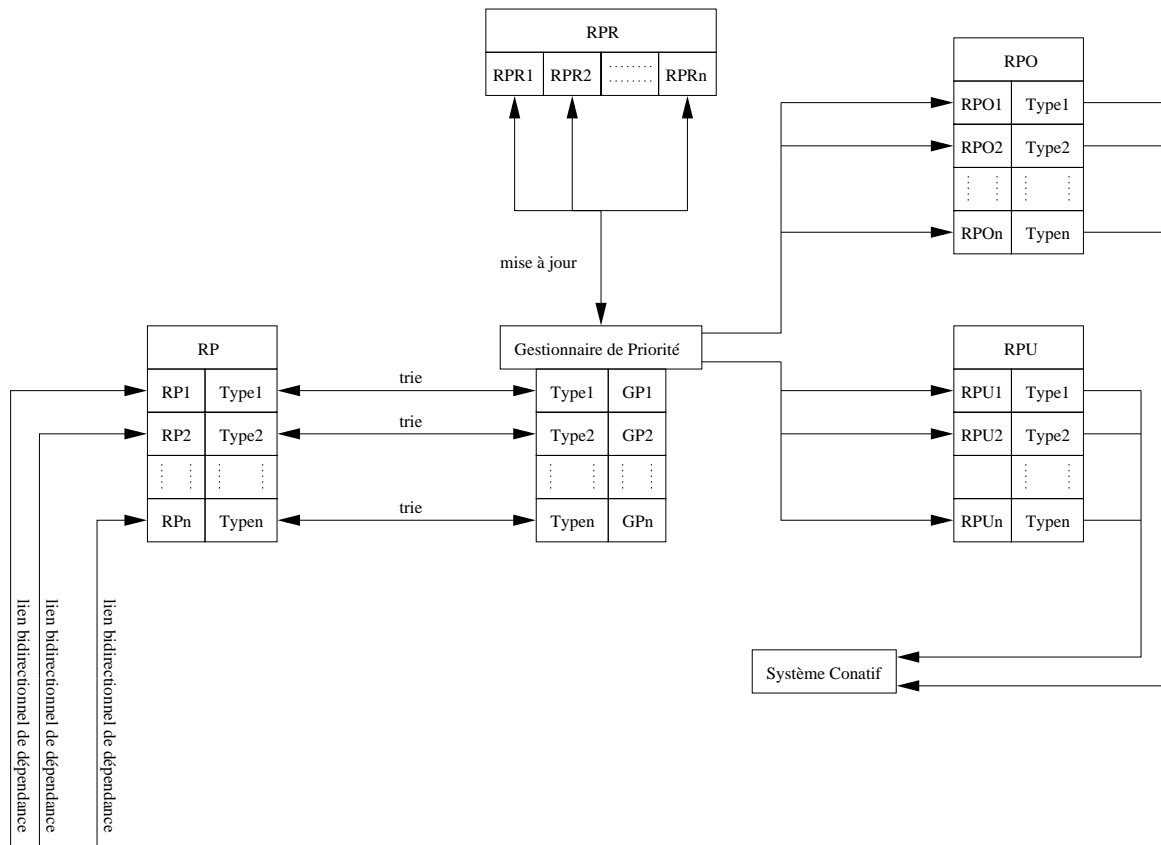 RPR
RPR1 RPR2 RPRn
RPO
RPO1 Type1
RPO2 Type2
RPOn Typen
mise à jour
Gestionnaire de Priorité
Type1 GP1
Type2 GP2
Typen GPn
RP
RP1 Type1
RP2 Type2
RPn Typen
trie
trie
trie
RPU
RPU1 Type1
RPU2 Type2
RPUn Typen
Système Conatif
lien bidirectionnel de dépendance
lien bidirectionnel de dépendance
lien bidirectionnel de dépendance